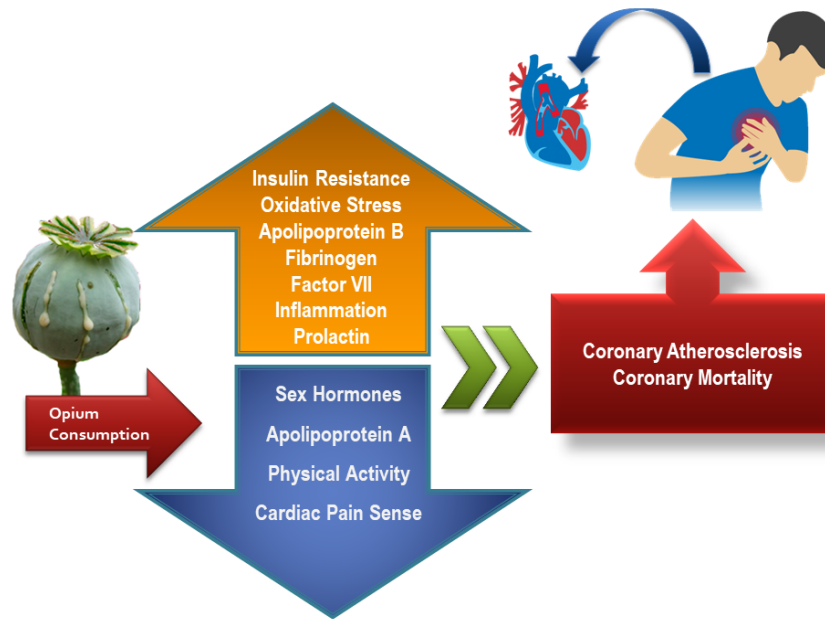 Insulin Resistance
Oxidative Stress
Apolipoprotein B
Fibrinogen
Factor VII
Inflammation
Prolactin
Opium
Consumption
Sex Hormones
Apolipoprotein A
Physical Activity
Cardiac Pain Sense
Coronary Atherosclerosis
Coronary Mortality